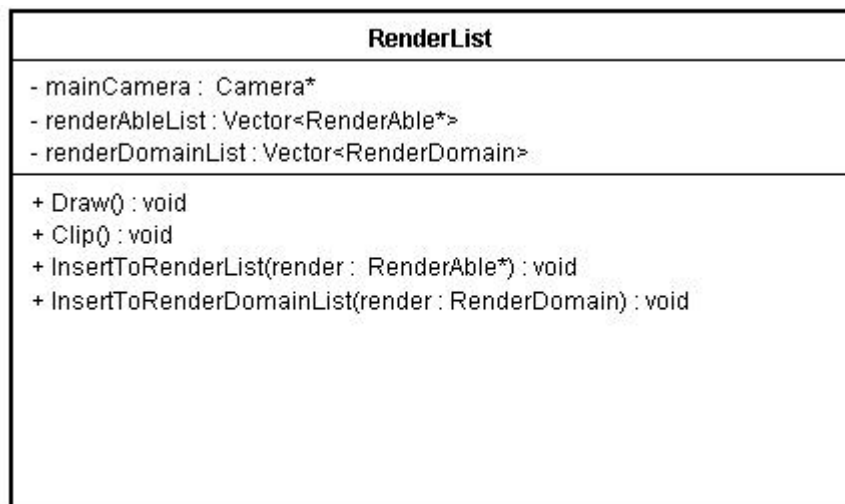 RenderList
- mainCamera : Camera*
- renderAbleList : Vector<RenderAble*>
- renderDomainList : Vector<RenderDomain>
+ Draw() : void
+ Clip() : void
+ InsertToRenderList(render : RenderAble*) : void
+ InsertToRenderDomainList(render : RenderDomain) : void